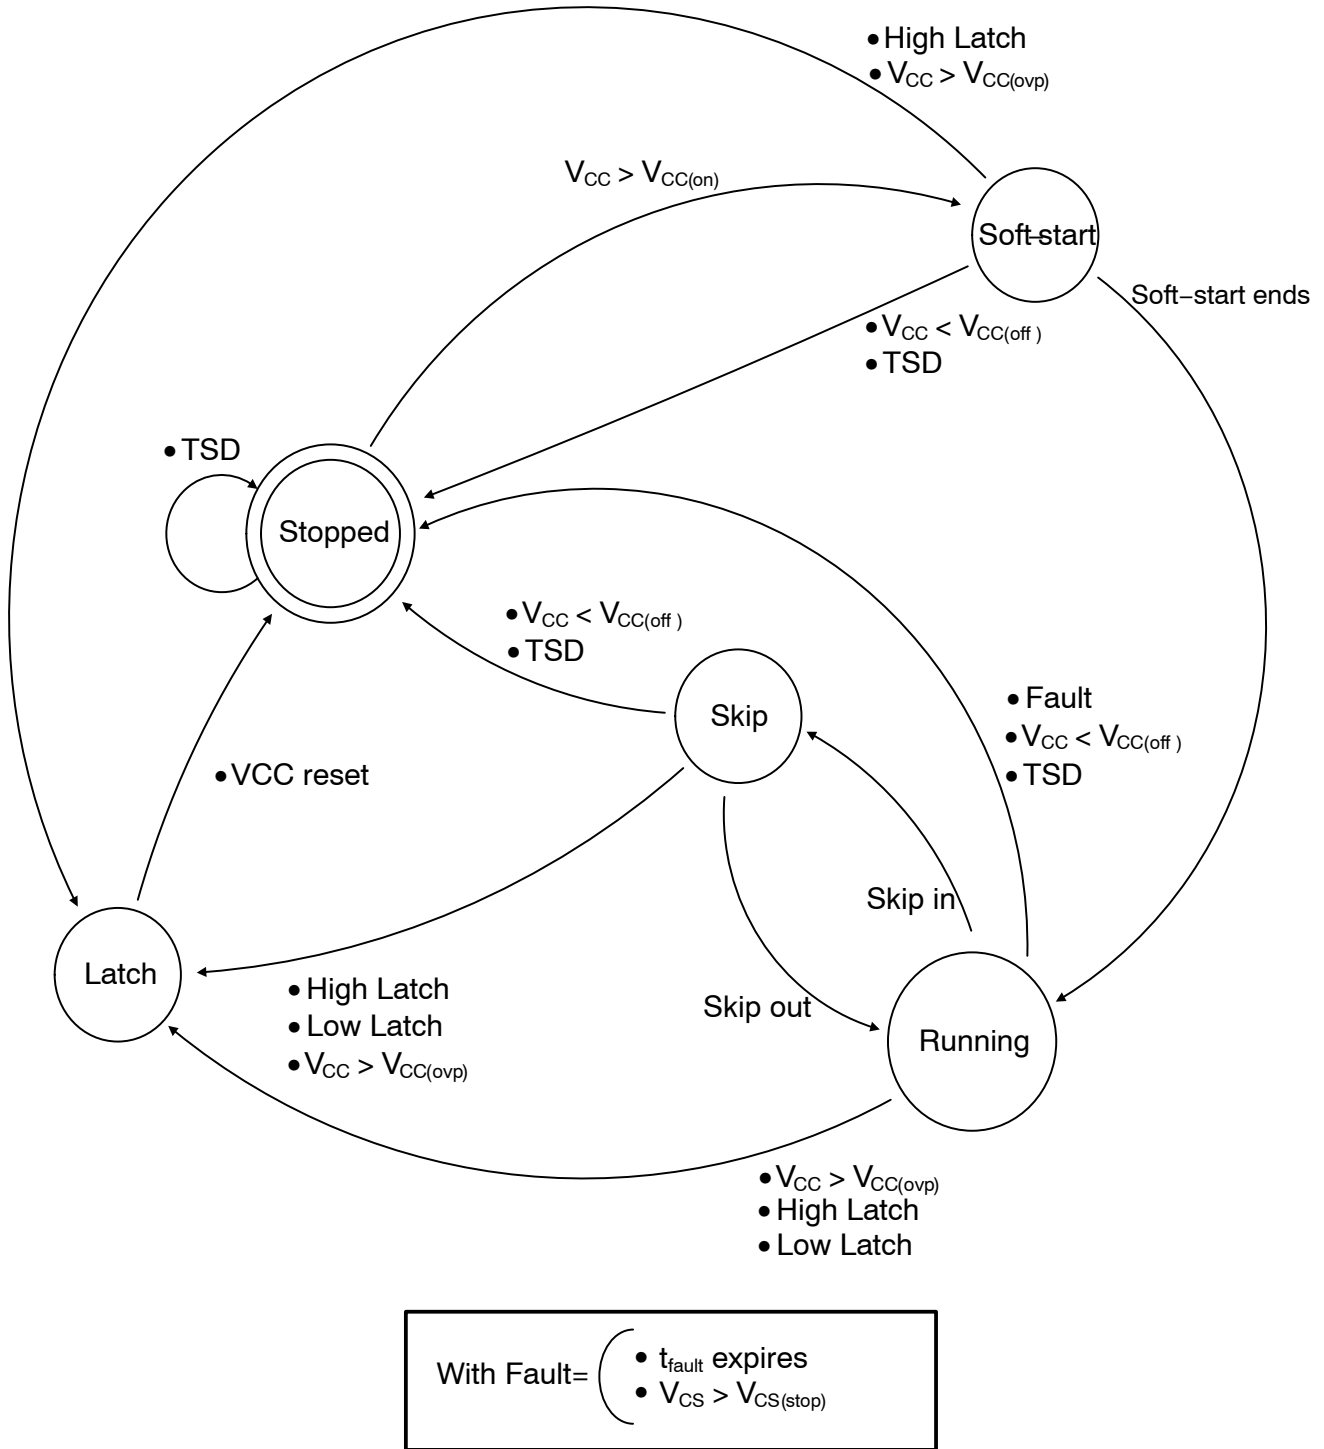 • High Latch
• VCC > VCC(ovp)
VCC > VCC(on)
Soft–start
Soft–start ends
• VCC < VCC(off )
• TSD
• TSD
Stopped
• VCC < VCC(off )
• TSD
Skip
• Fault
• VCC < VCC(off )
• TSD
• VCC reset
Skip in
Latch
• High Latch
• Low Latch
• VCC > VCC(ovp)
Skip out
Running
• VCC > VCC(ovp)
• High Latch
• Low Latch
With Fault=
• tfault expires
• VCS > VCS(stop)